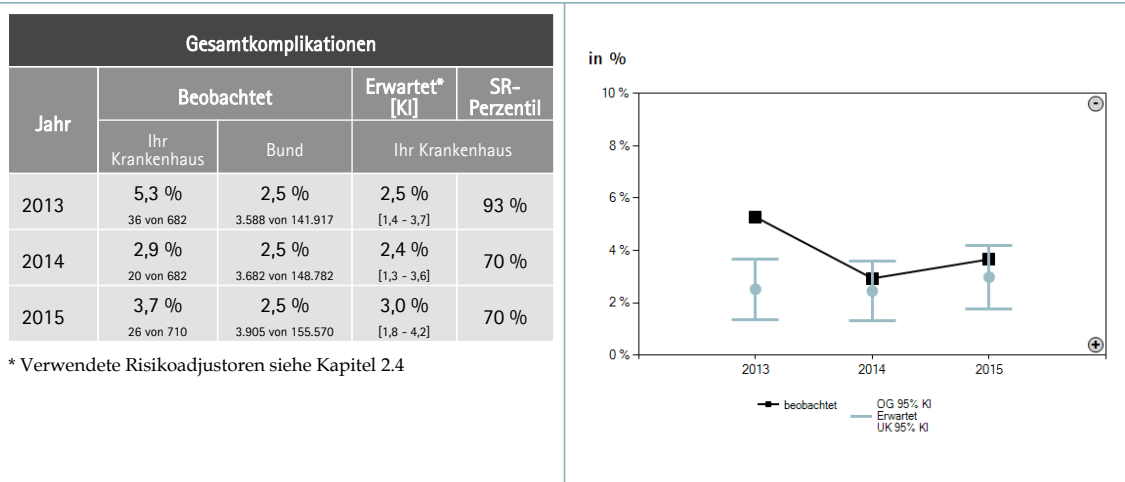 Gesamtkomplikationen
Jahr
Beobachtet
Erwartet*
[KI]
SR-
Perzentil
Ihr
Krankenhaus
Bund
Ihr Krankenhaus
2013
5,3 %
36 von 682
2,5 %
3.588 von 141.917
2,5 %
[1,4 - 3,7]
93 %
2014
2,9 %
20 von 682
2,5 %
3.682 von 148.782
2,4 %
[1,3 - 3,6]
70 %
2015
3,7 %
26 von 710
2,5 %
3.905 von 155.570
3,0 %
[1,8 - 4,2]
70 %
* Verwendete Risikoadjustoren siehe Kapitel 2.4
in %
10 %
8 %
6 %
4 %
2 %
0 %
-
+
2013 2014 2015
beobachtet
OG 95% KI
Erwartet
UK 95% KI